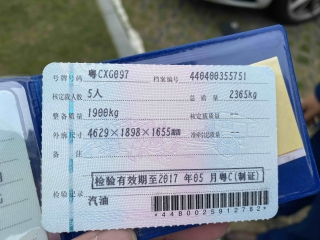 号牌号码 粤CXG097 档案编号 440400355751
核定载人数 5人 总质量 2365kg
整备质量 1900kg 核定载质量 --
外廓尺寸 4629×1898×1655mm 准牵引总质量 --
备注
检验有效期至2017年05月粤C(制证)
检验记录
汽油
*4480025912782*